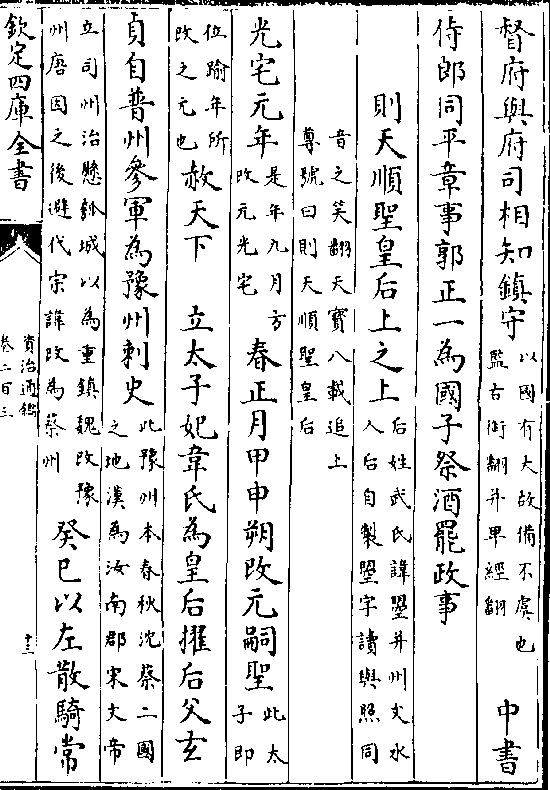 督府與府司相知鎮守以國有大故備不虞也監古銜翻并卑經翻中書
侍郎同平章事郭正一為國子祭酒罷政事
則天順聖皇后上之上后姓武氏諱曌并州文水人后自製曌字讀與照同
音之笑翻天寶八載追上尊號曰則天順聖皇后
光宅元年是年九月方改元光宅春正月甲申朔改元嗣聖此太子即
位踰年所改之元也赦天下 立太子妃韋氏為皇后擢后父玄
貞自普州參軍為豫州刺史此豫州本春秋沈蔡二國之地漢為汝南郡宋文帝
立司州治懸瓠城以為重鎮魏改豫州唐因之後避代宗諱改為蔡州癸巳以左散騎常
欽定四庫全書
資治通鑑
卷二百三
十三